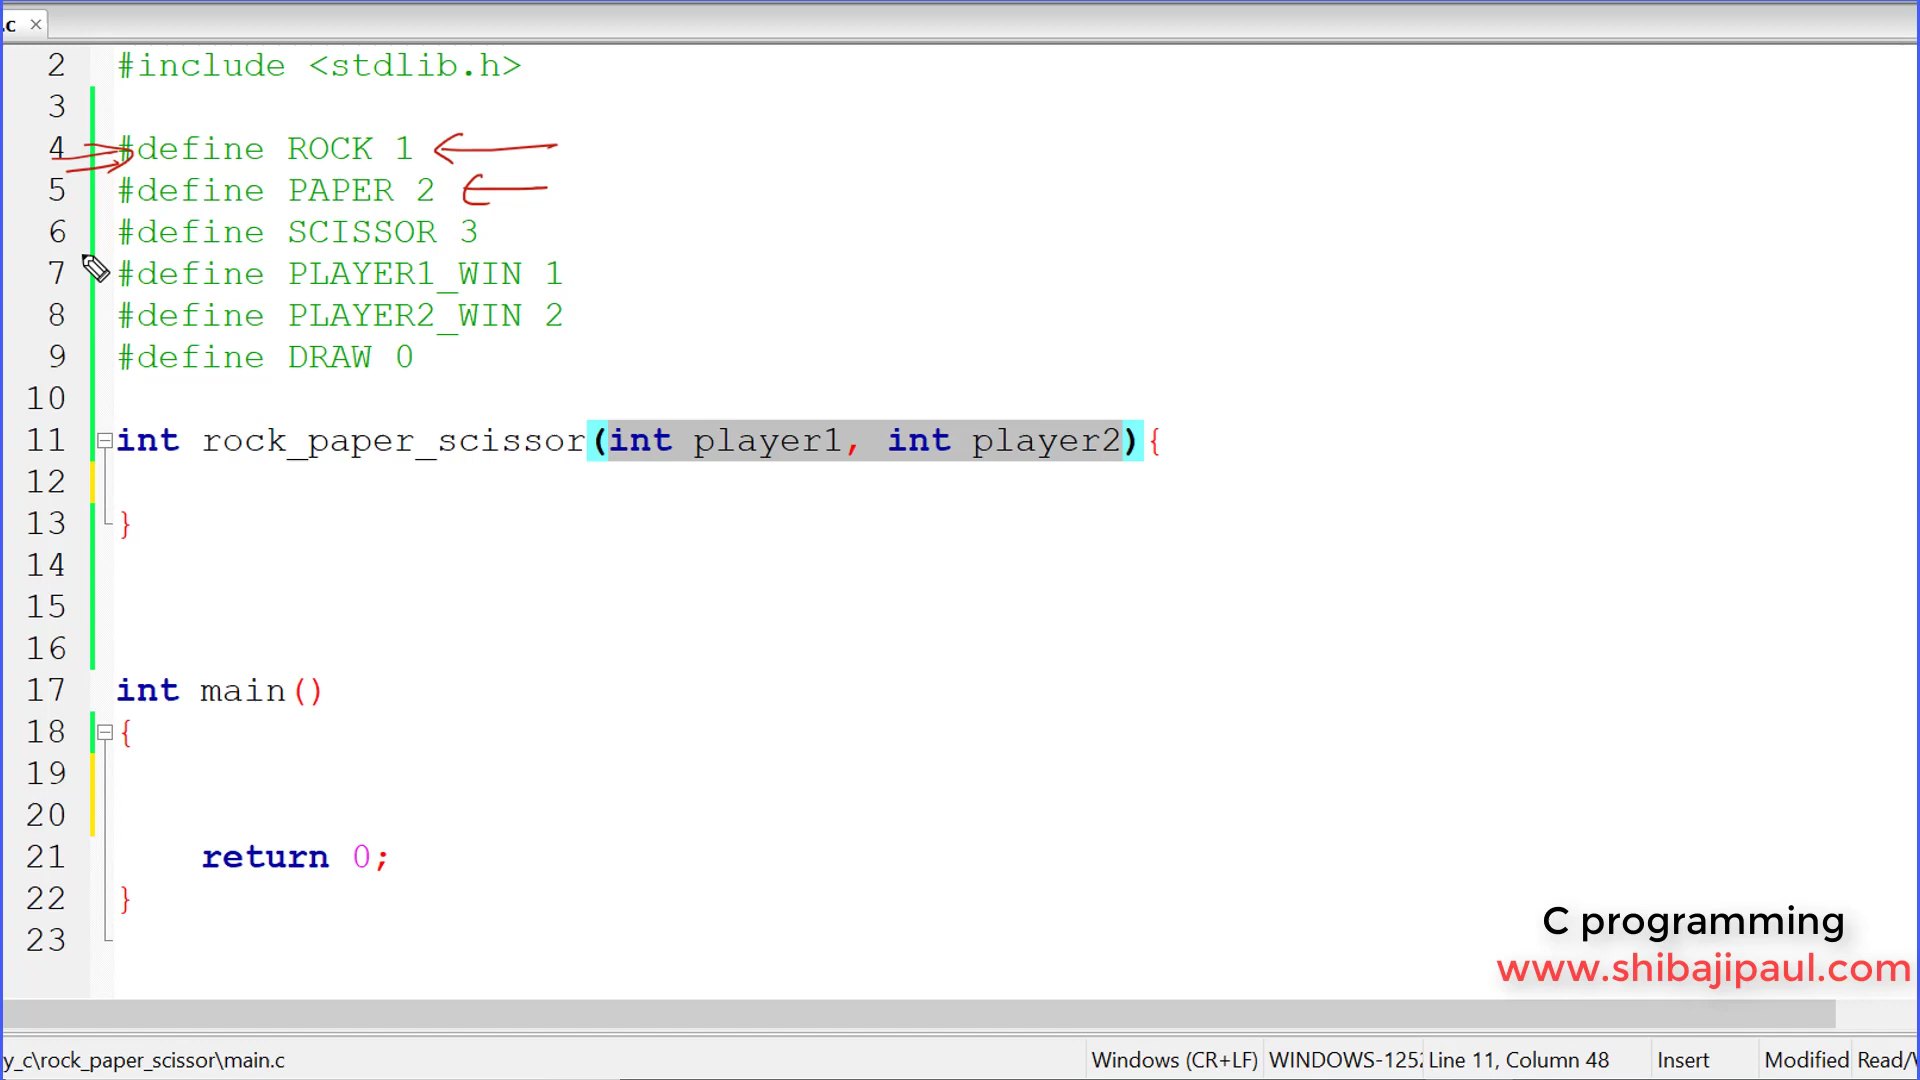 .c ×
2 #include <stdlib.h>
3
4 #define ROCK 1
5 #define PAPER 2
6 #define SCISSOR 3
7 #define PLAYER1_WIN 1
8 #define PLAYER2_WIN 2
9 #define DRAW 0
10
11 int rock_paper_scissor(int player1, int player2){
12
13 }
14
15
16
17 int main()
18 {
19
20
21 return 0;
22 }
23
C programming
www.shibajipaul.com
y_c\rock_paper_scissor\main.c Windows (CR+LF) WINDOWS-1252 Line 11, Column 48 Insert Modified Read/